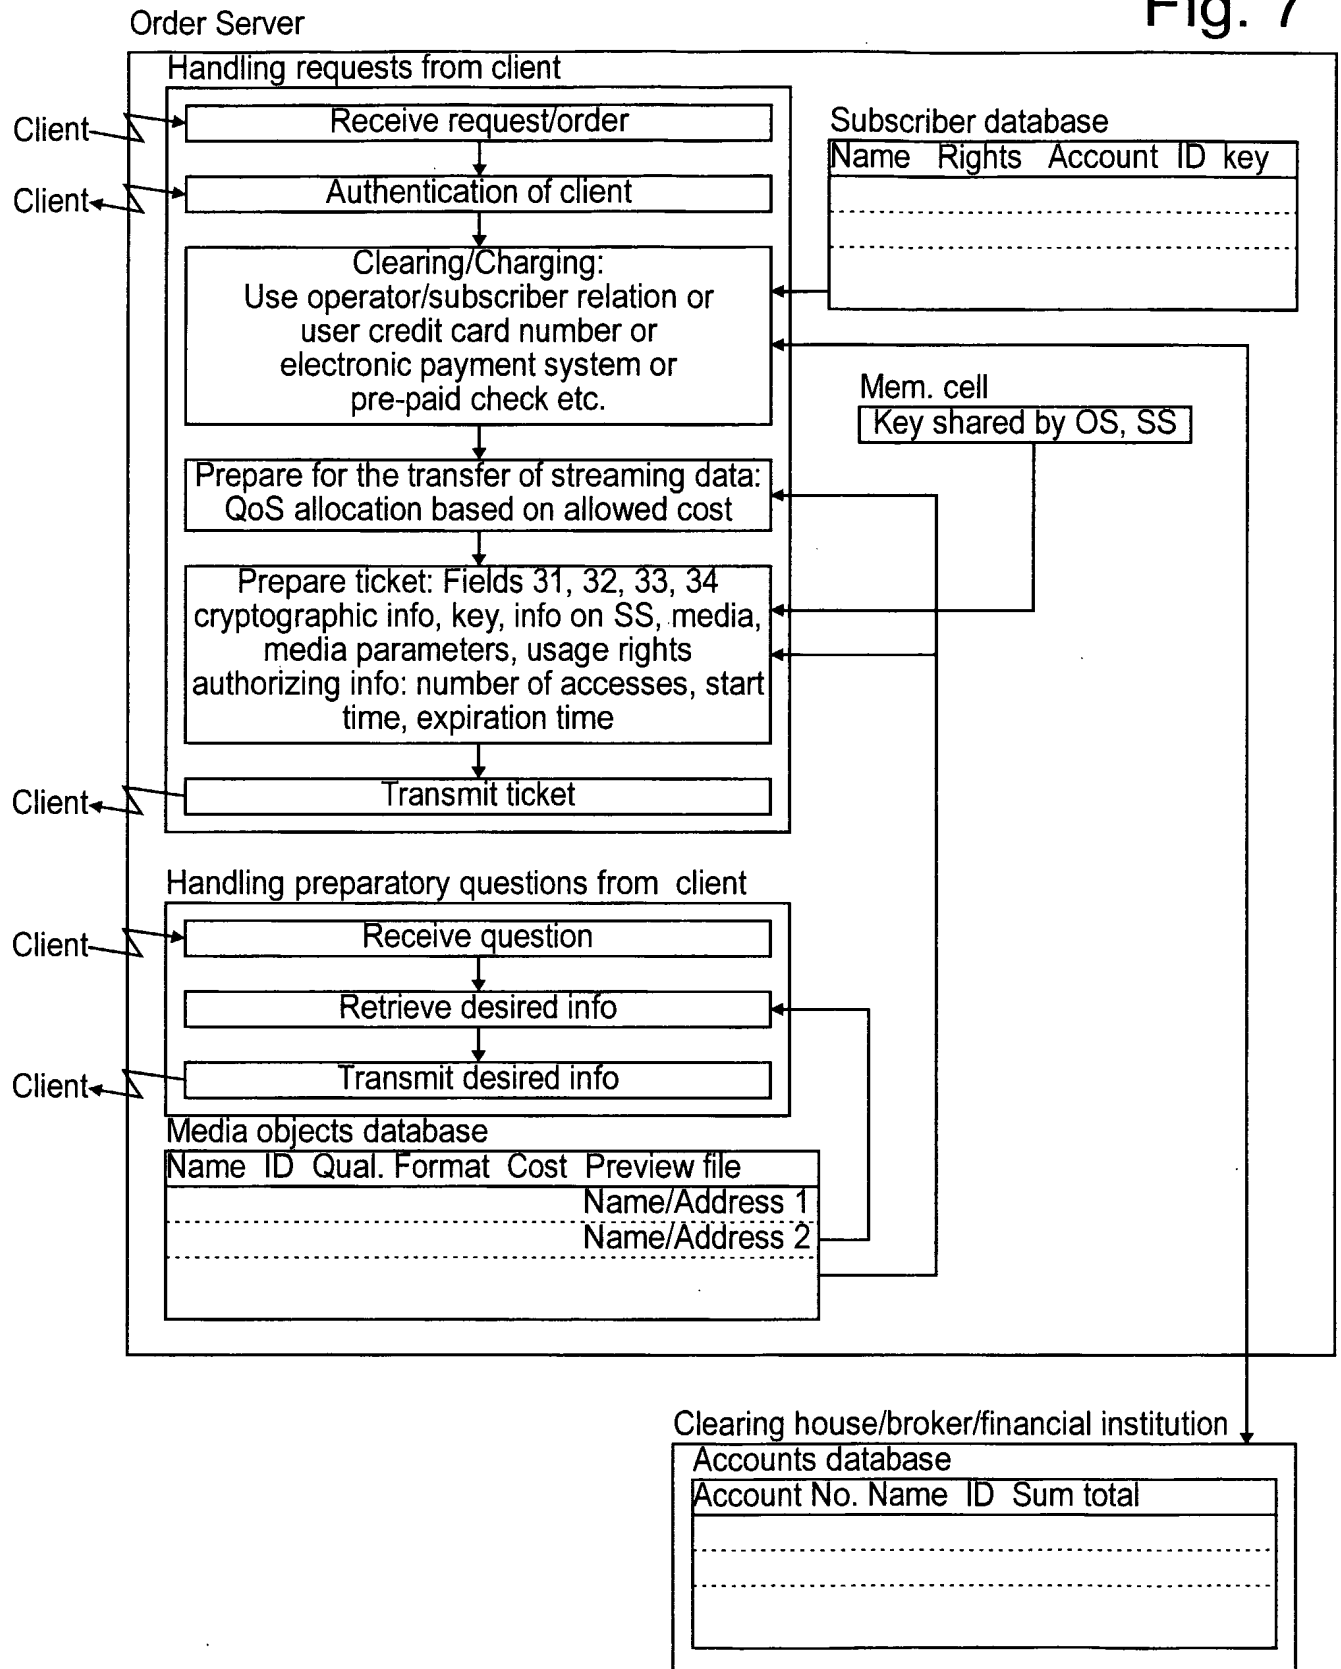 Fig. 7
Order Server
Handling requests from client
Client
Receive request/order
Client
Authentication of client
Clearing/Charging:
Use operator/subscriber relation or
user credit card number or
electronic payment system or
pre-paid check etc.
Prepare for the transfer of streaming data:
QoS allocation based on allowed cost
Prepare ticket: Fields 31, 32, 33, 34
cryptographic info, key, info on SS, media,
media parameters, usage rights
authorizing info: number of accesses, start
time, expiration time
Client
Transmit ticket
Subscriber database
Name Rights Account ID key
Mem. cell
Key shared by OS, SS
Handling preparatory questions from client
Client
Receive question
Retrieve desired info
Client
Transmit desired info
Media objects database
Name ID Qual. Format Cost Preview file
Name/Address 1
Name/Address 2
Clearing house/broker/financial institution
Accounts database
Account No. Name ID Sum total